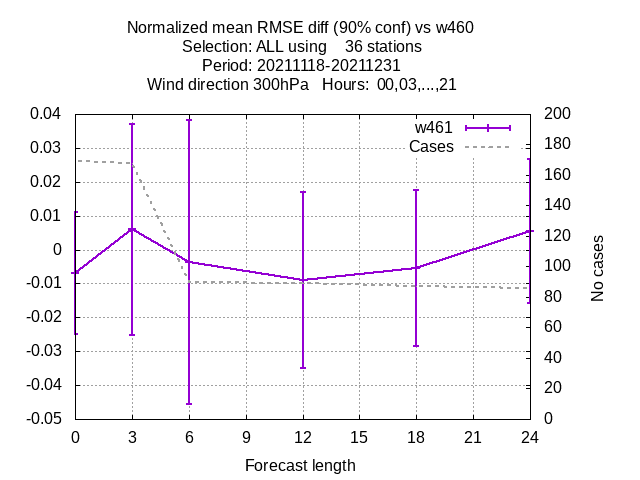 Normalized mean RMSE diff (90% conf) vs w460
Selection: ALL using    36 stations
Period: 20211118-20211231
Wind direction 300hPa   Hours:  00,03,...,21
w461
Cases
0.04
0.03
0.02
0.01
0
-0.01
-0.02
-0.03
-0.04
-0.05
200
180
160
140
120
100
80
60
40
20
0
No cases
0 3 6 9 12 15 18 21 24
Forecast length